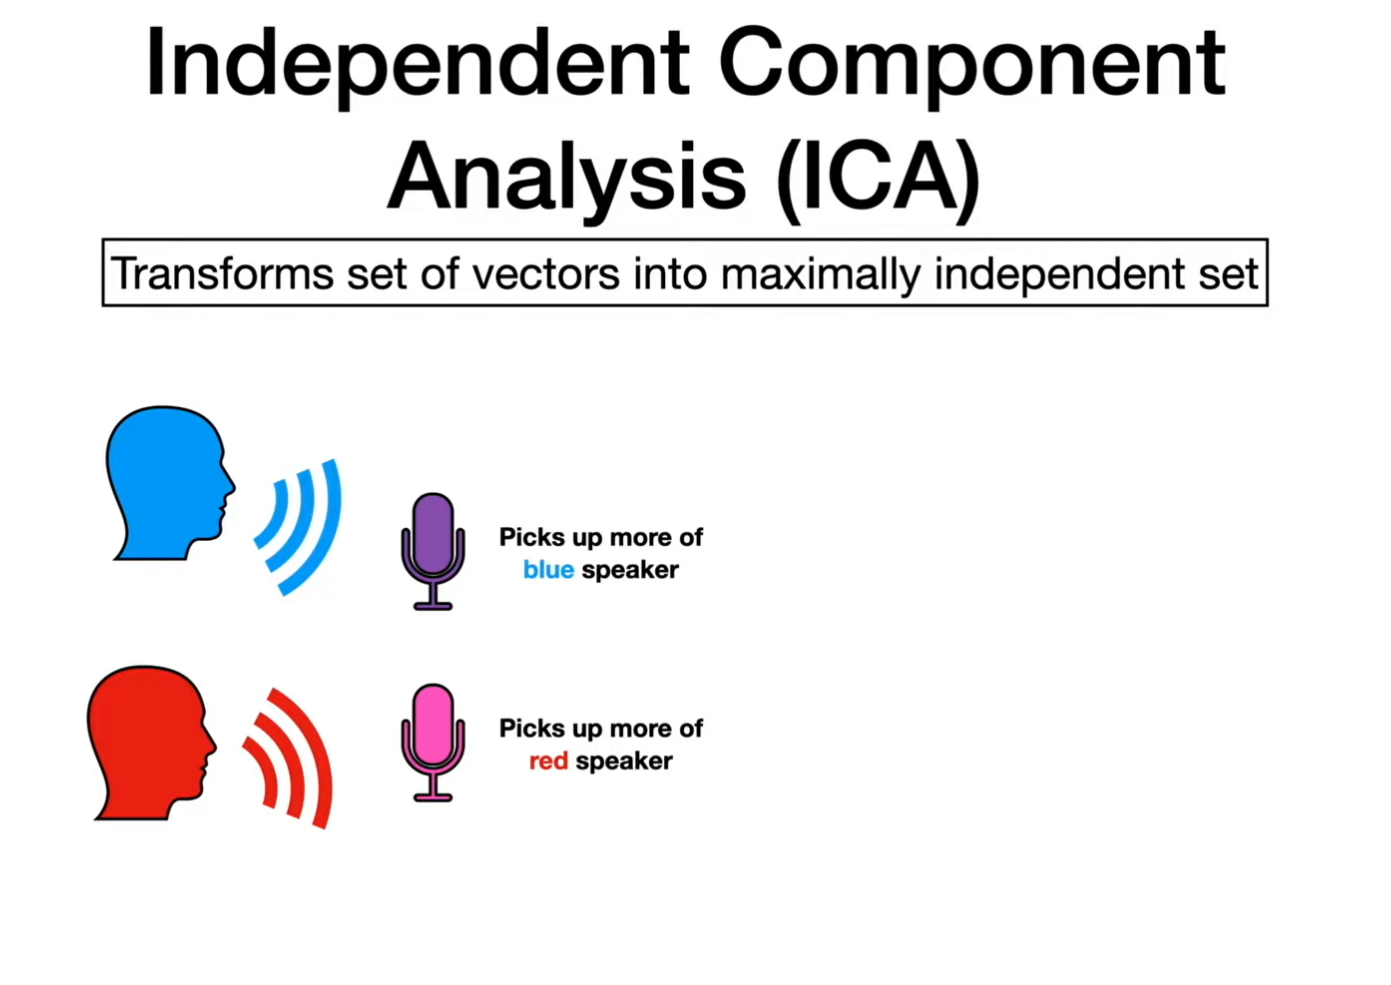 Independent Component
Analysis (ICA)
Transforms set of vectors into maximally independent set
Picks up more of
blue speaker
Picks up more of
red speaker